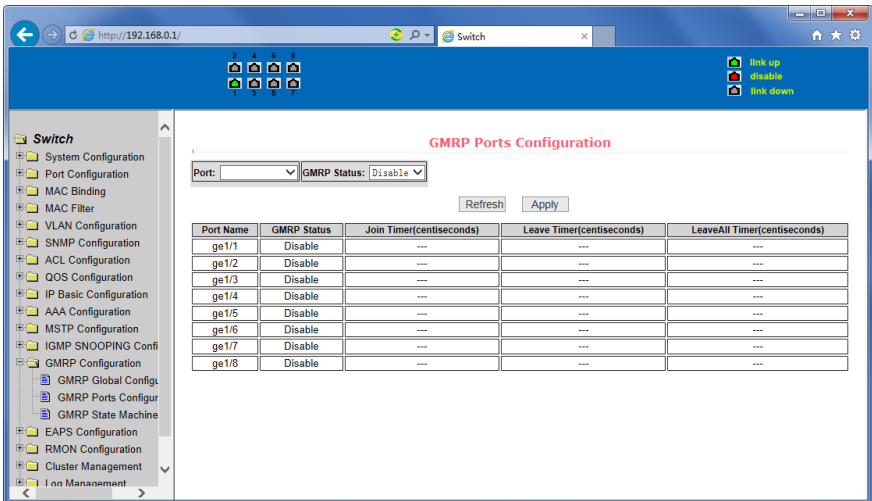 http://192.168.0.1/
Switch
2 4 6 8
1 3 5 7
link up
disable
link down
Switch
System Configuration
Port Configuration
MAC Binding
MAC Filter
VLAN Configuration
SNMP Configuration
ACL Configuration
QOS Configuration
IP Basic Configuration
AAA Configuration
MSTP Configuration
IGMP SNOOPING Confi
GMRP Configuration
GMRP Global Configu
GMRP Ports Configur
GMRP State Machine
EAPS Configuration
RMON Configuration
Cluster Management
Log Management
GMRP Ports Configuration
Port: GMRP Status: Disable
Refresh Apply
Port Name GMRP Status Join Timer(centiseconds) Leave Timer(centiseconds) LeaveAll Timer(centiseconds)
ge1/1 Disable --- --- ---
ge1/2 Disable --- --- ---
ge1/3 Disable --- --- ---
ge1/4 Disable --- --- ---
ge1/5 Disable --- --- ---
ge1/6 Disable --- --- ---
ge1/7 Disable --- --- ---
ge1/8 Disable --- --- ---